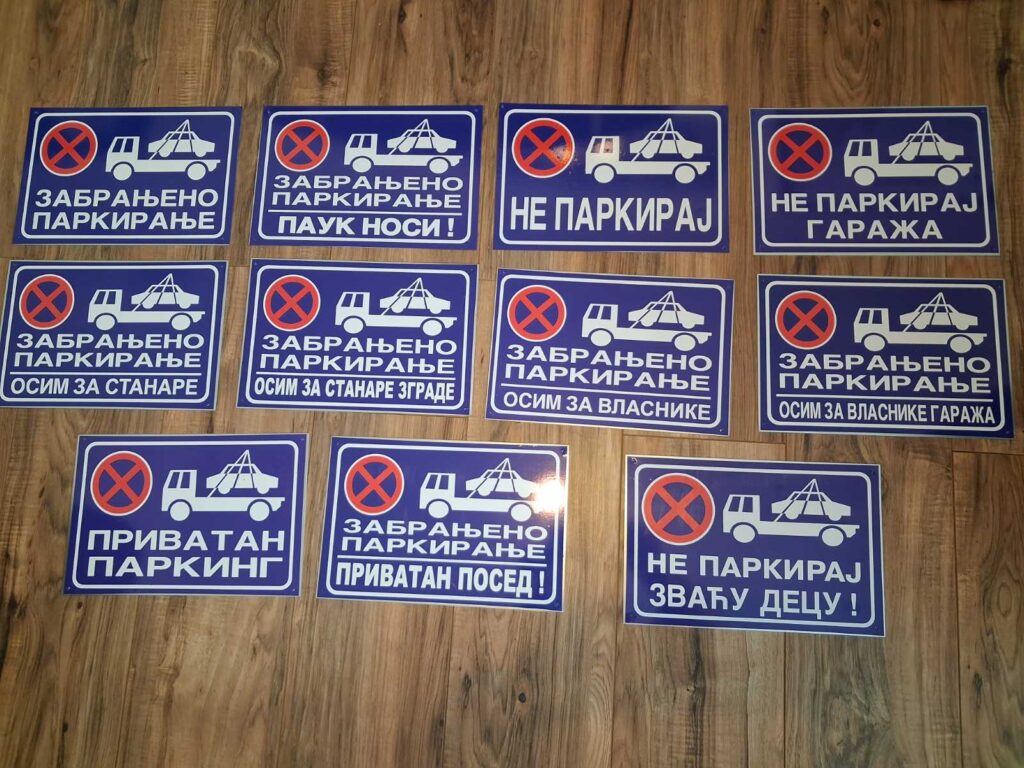 ЗАБРАЊЕНО
ПАРКИРАЊЕ
ЗАБРАЊЕНО
ПАРКИРАЊЕ
ПАУК НОСИ !
НЕ ПАРКИРАЈ
НЕ ПАРКИРАЈ
ГАРАЖА
ЗАБРАЊЕНО
ПАРКИРАЊЕ
ОСИМ ЗА СТАНАРЕ
ЗАБРАЊЕНО
ПАРКИРАЊЕ
ОСИМ ЗА СТАНАРЕ ЗГРАДЕ
ЗАБРАЊЕНО
ПАРКИРАЊЕ
ОСИМ ЗА ВЛАСНИКЕ
ЗАБРАЊЕНО
ПАРКИРАЊЕ
ОСИМ ЗА ВЛАСНИКЕ ГАРАЖА
ПРИВАТАН
ПАРКИНГ
ЗАБРАЊЕНО
ПАРКИРАЊЕ
ПРИВАТАН ПОСЕД !
НЕ ПАРКИРАЈ
ЗВАЋУ ДЕЦУ !